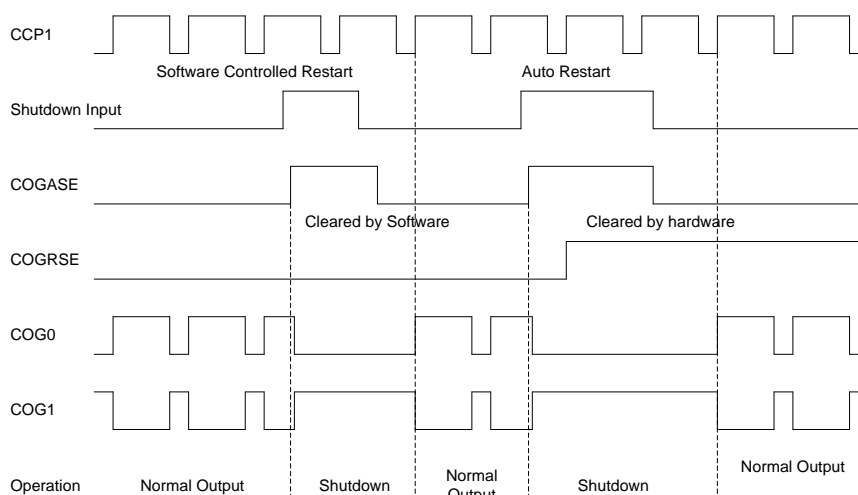 CCP1
Software Controlled Restart
Auto Restart
Shutdown Input
COGASE
Cleared by Software
Cleared by hardware
COGRSE
COG0
COG1
Operation
Normal Output
Shutdown
Normal
Output
Shutdown
Normal Output